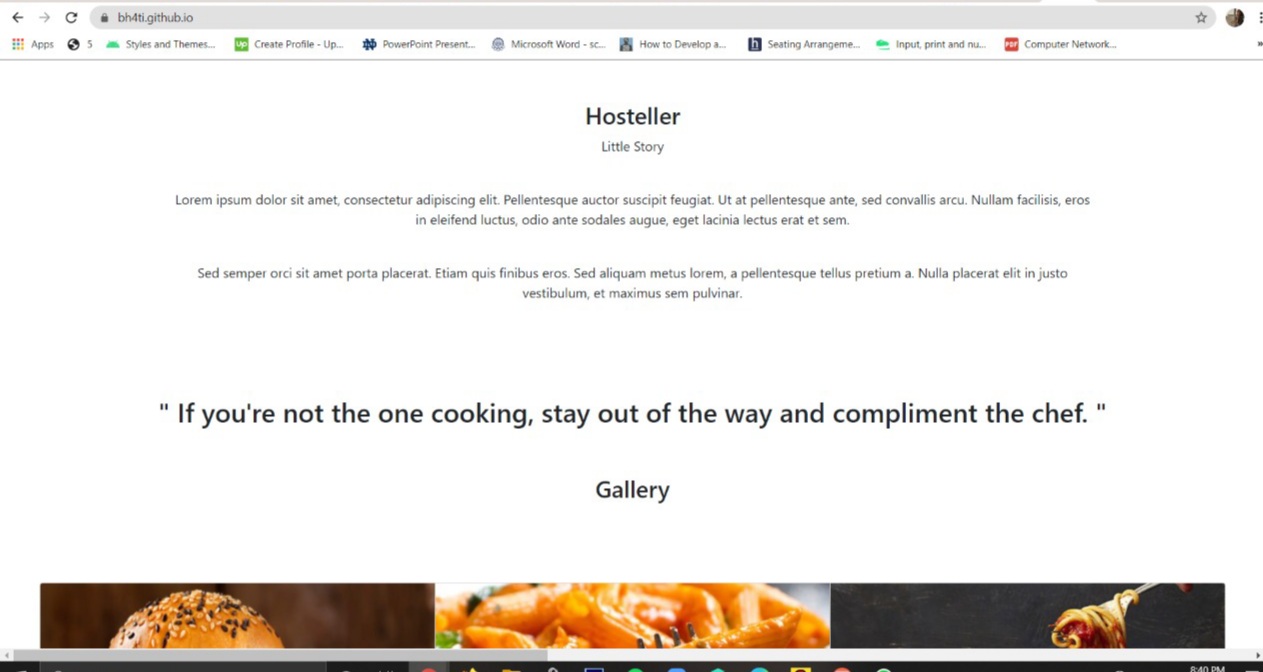 bh4ti.github.io
Apps 5 Styles and Themes... Create Profile - Up... PowerPoint Present... Microsoft Word - sc... How to Develop a... Seating Arrangeme... Input, print and nu... Computer Network... »
Hosteller
Little Story
Lorem ipsum dolor sit amet, consectetur adipiscing elit. Pellentesque auctor suscipit feugiat. Ut at pellentesque ante, sed convallis arcu. Nullam facilisis, eros
in eleifend luctus, odio ante sodales augue, eget lacinia lectus erat et sem.
Sed semper orci sit amet porta placerat. Etiam quis finibus eros. Sed aliquam metus lorem, a pellentesque tellus pretium a. Nulla placerat elit in justo
vestibulum, et maximus sem pulvinar.
" If you're not the one cooking, stay out of the way and compliment the chef. "
Gallery
8:40 PM